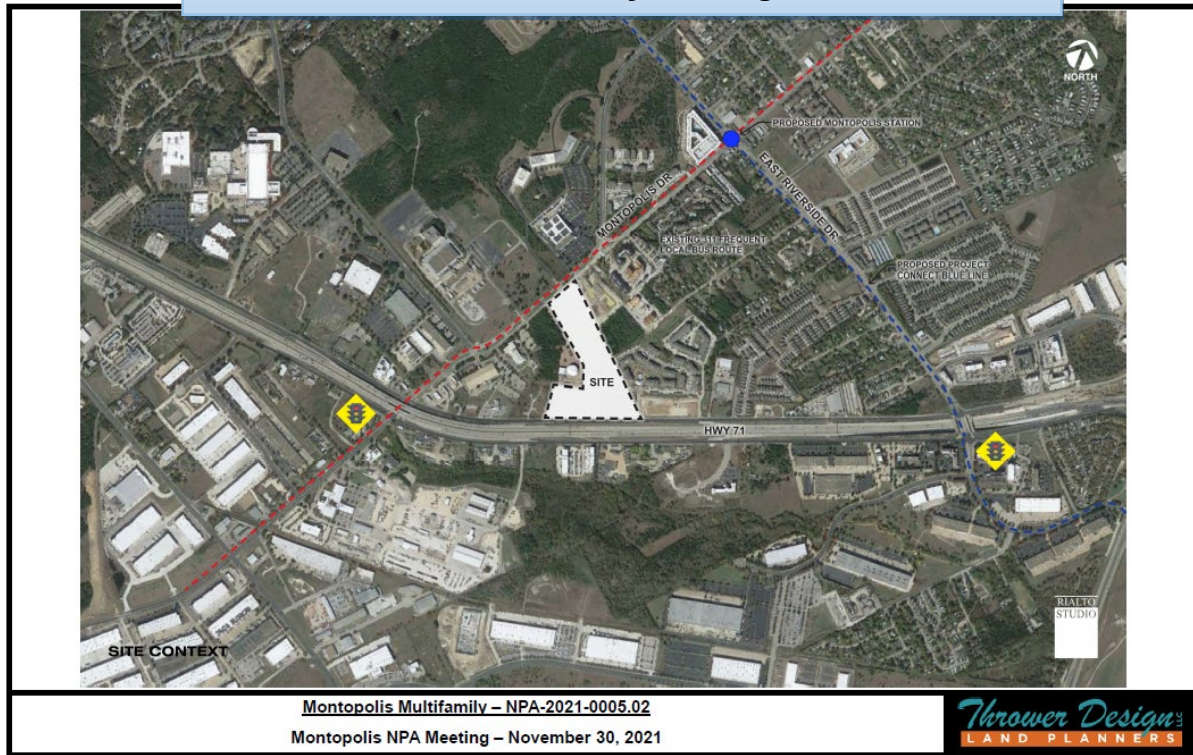 NORTH
PROPOSED MONTOPOLIS STATION
MONTOPOLIS DR.
EAST RIVERSIDE DR.
EXISTING 311 FREQUENT
LOCAL BUS ROUTE
PROPOSED PROJECT
CONNECT BLUE LINE
SITE
HWY 71
RIALTO
STUDIO
SITE CONTEXT
Montopolis Multifamily – NPA-2021-0005.02
Montopolis NPA Meeting – November 30, 2021
Thrower Design LLC
LAND PLANNERS